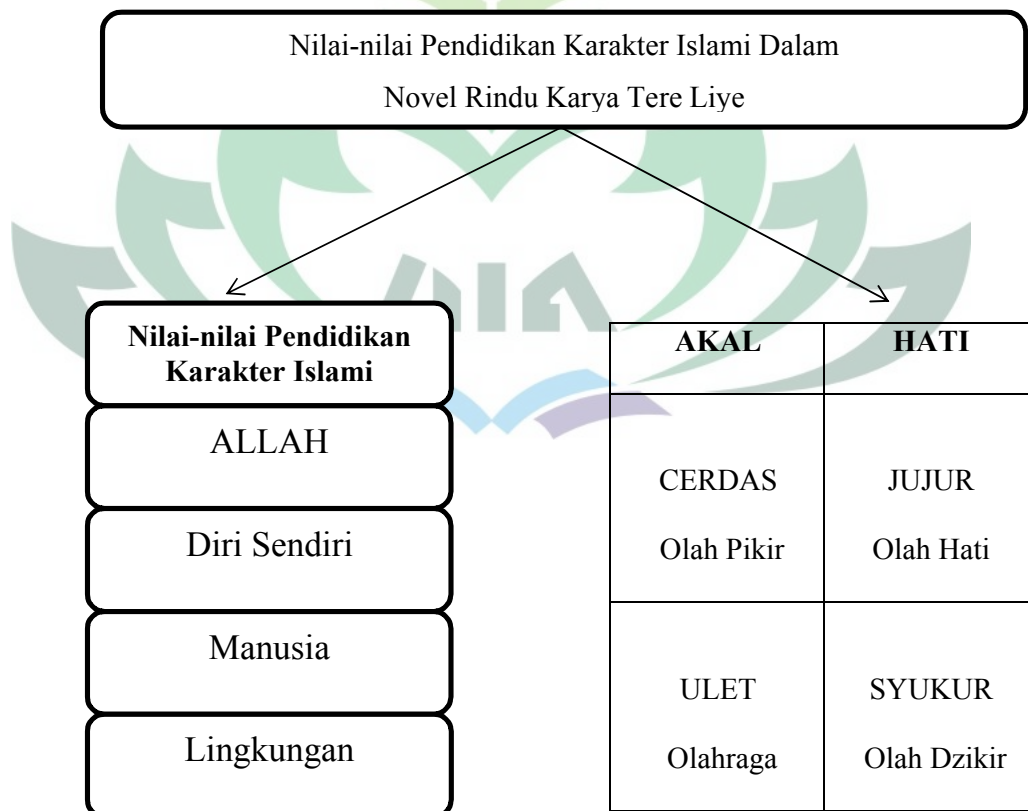 Nilai-nilai Pendidikan Karakter Islami Dalam
Novel Rindu Karya Tere Liye
Nilai-nilai Pendidikan
Karakter Islami
ALLAH
Diri Sendiri
Manusia
Lingkungan
AKAL
HATI
CERDAS
Olah Pikir
JUJUR
Olah Hati
ULET
Olahraga
SYUKUR
Olah Dzikir